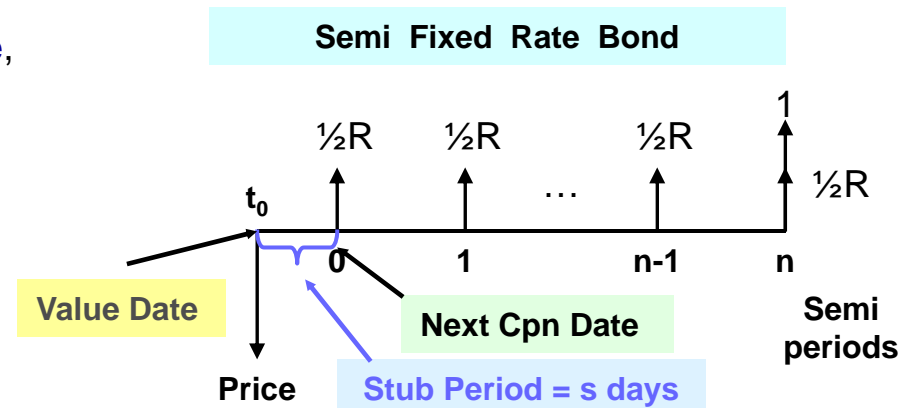 e,
Semi Fixed Rate Bond
1
½R ½R ½R
½R
t0
…
0 1 n-1 n
Value Date
Next Cpn Date
Semi
periods
Price
Stub Period = s days